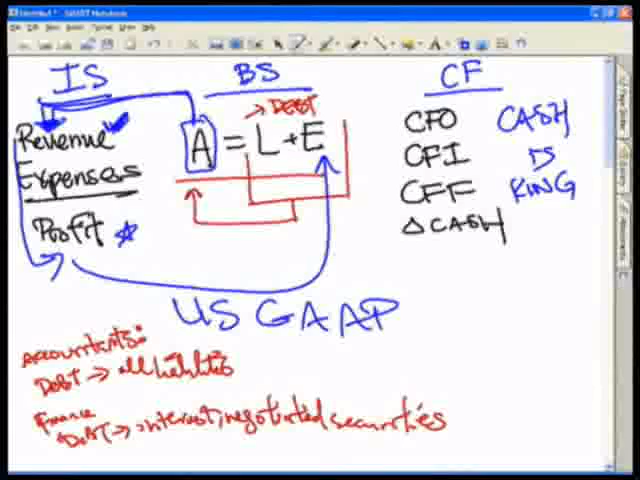 IS
BS
CF
→ DEBT
Revenue
A = L + E
CFO
CASH
Expenses
CFI
IS
CFF
KING
Profit
Δ CASH
US GAAP
Accountants:
Debt → all liabilities
Finance
Debt → interest, negotiated securities